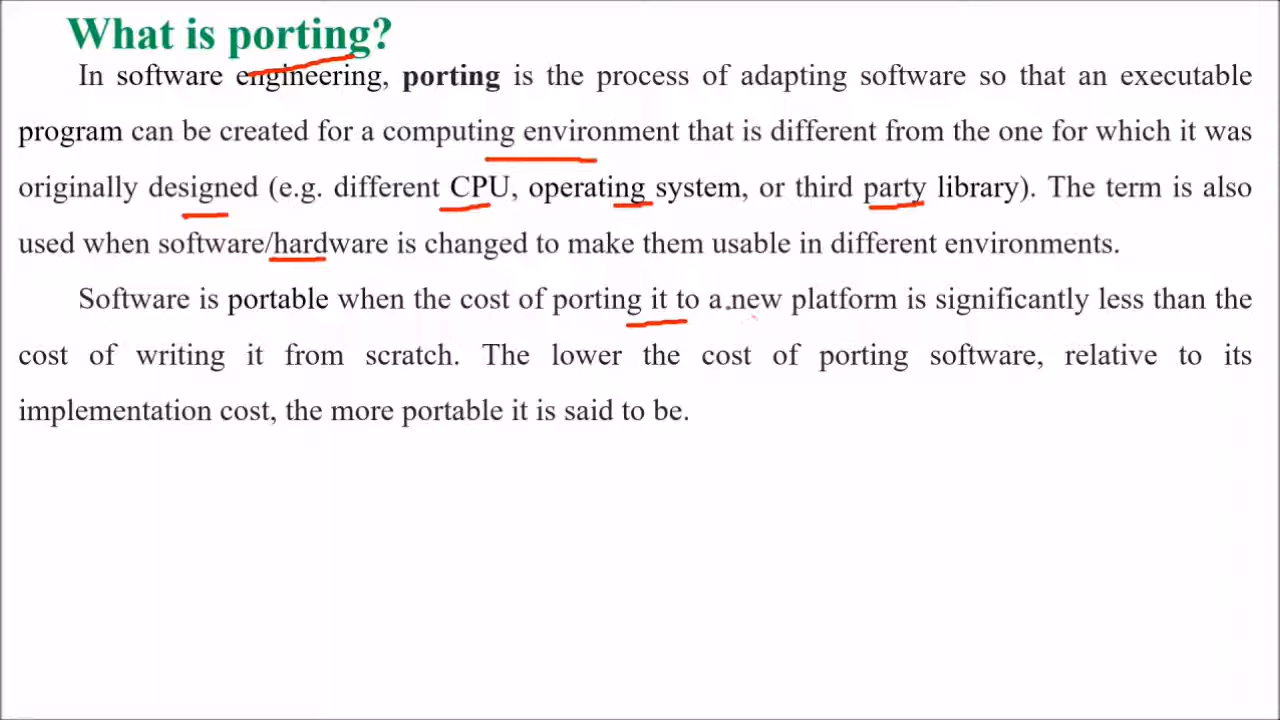 What is porting?
In software engineering, porting is the process of adapting software so that an executable
program can be created for a computing environment that is different from the one for which it was
originally designed (e.g. different CPU, operating system, or third party library). The term is also
used when software/hardware is changed to make them usable in different environments.
Software is portable when the cost of porting it to a new platform is significantly less than the
cost of writing it from scratch. The lower the cost of porting software, relative to its
implementation cost, the more portable it is said to be.